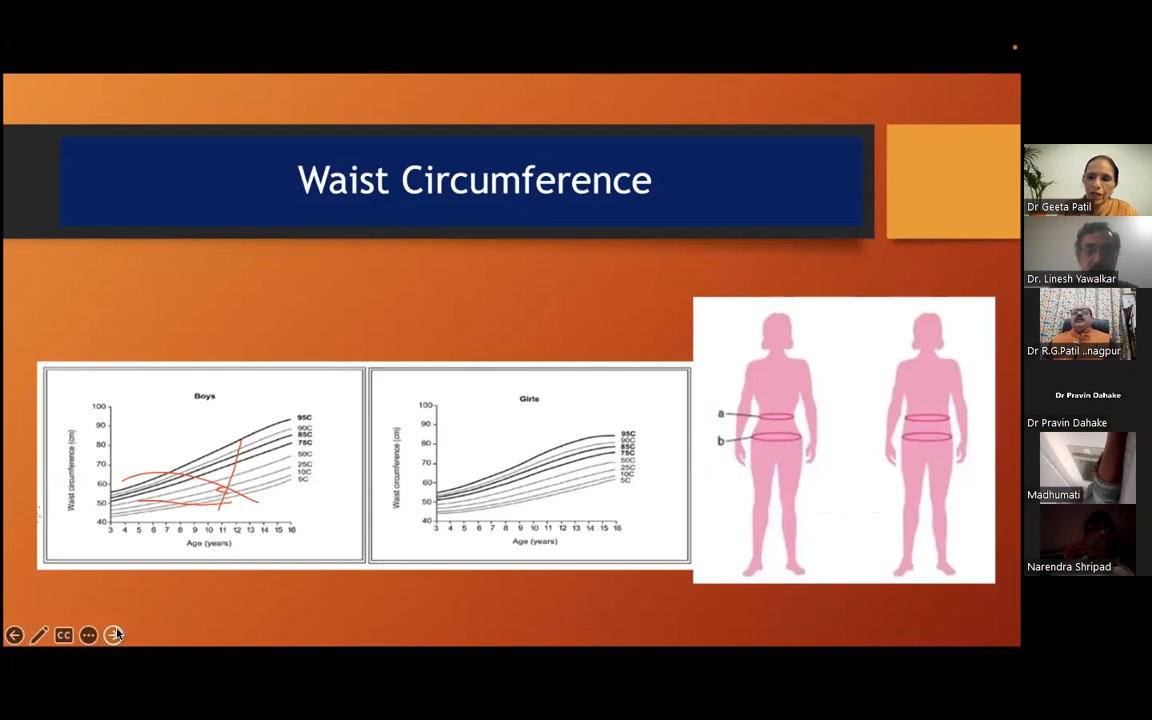 Waist Circumference
Boys
100
90
80
70
60
50
40
Waist circumference (cm)
95C
90C
85C
75C
50C
25C
10C
5C
3 4 5 6 7 8 9 10 11 12 13 14 15 16
Age (years)
Girls
100
90
80
70
60
50
40
Waist circumference (cm)
95C
90C
85C
75C
50C
25C
10C
5C
3 4 5 6 7 8 9 10 11 12 13 14 15 16
Age (years)
a
b
CC
Dr Geeta Patil
Dr. Linesh Yawalkar
Dr R.G.Patil ..nagpur
Dr Pravin Dahake
Dr Pravin Dahake
Madhumati
Narendra Shripad